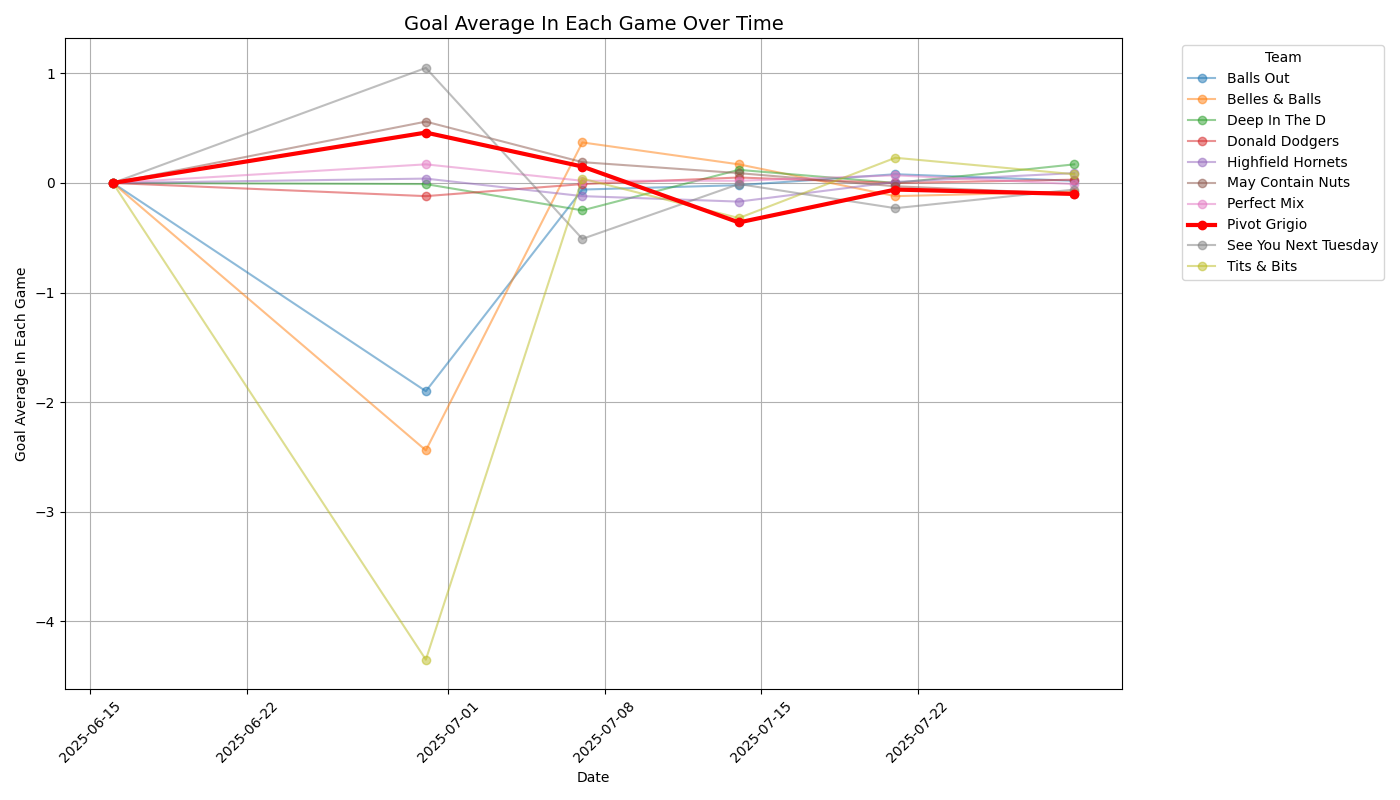 Goal Average In Each Game Over Time
Goal Average In Each Game
1
0
−1
−2
−3
−4
2025-06-15
2025-06-22
2025-07-01
2025-07-08
2025-07-15
2025-07-22
Date
Team
Balls Out
Belles & Balls
Deep In The D
Donald Dodgers
Highfield Hornets
May Contain Nuts
Perfect Mix
Pivot Grigio
See You Next Tuesday
Tits & Bits